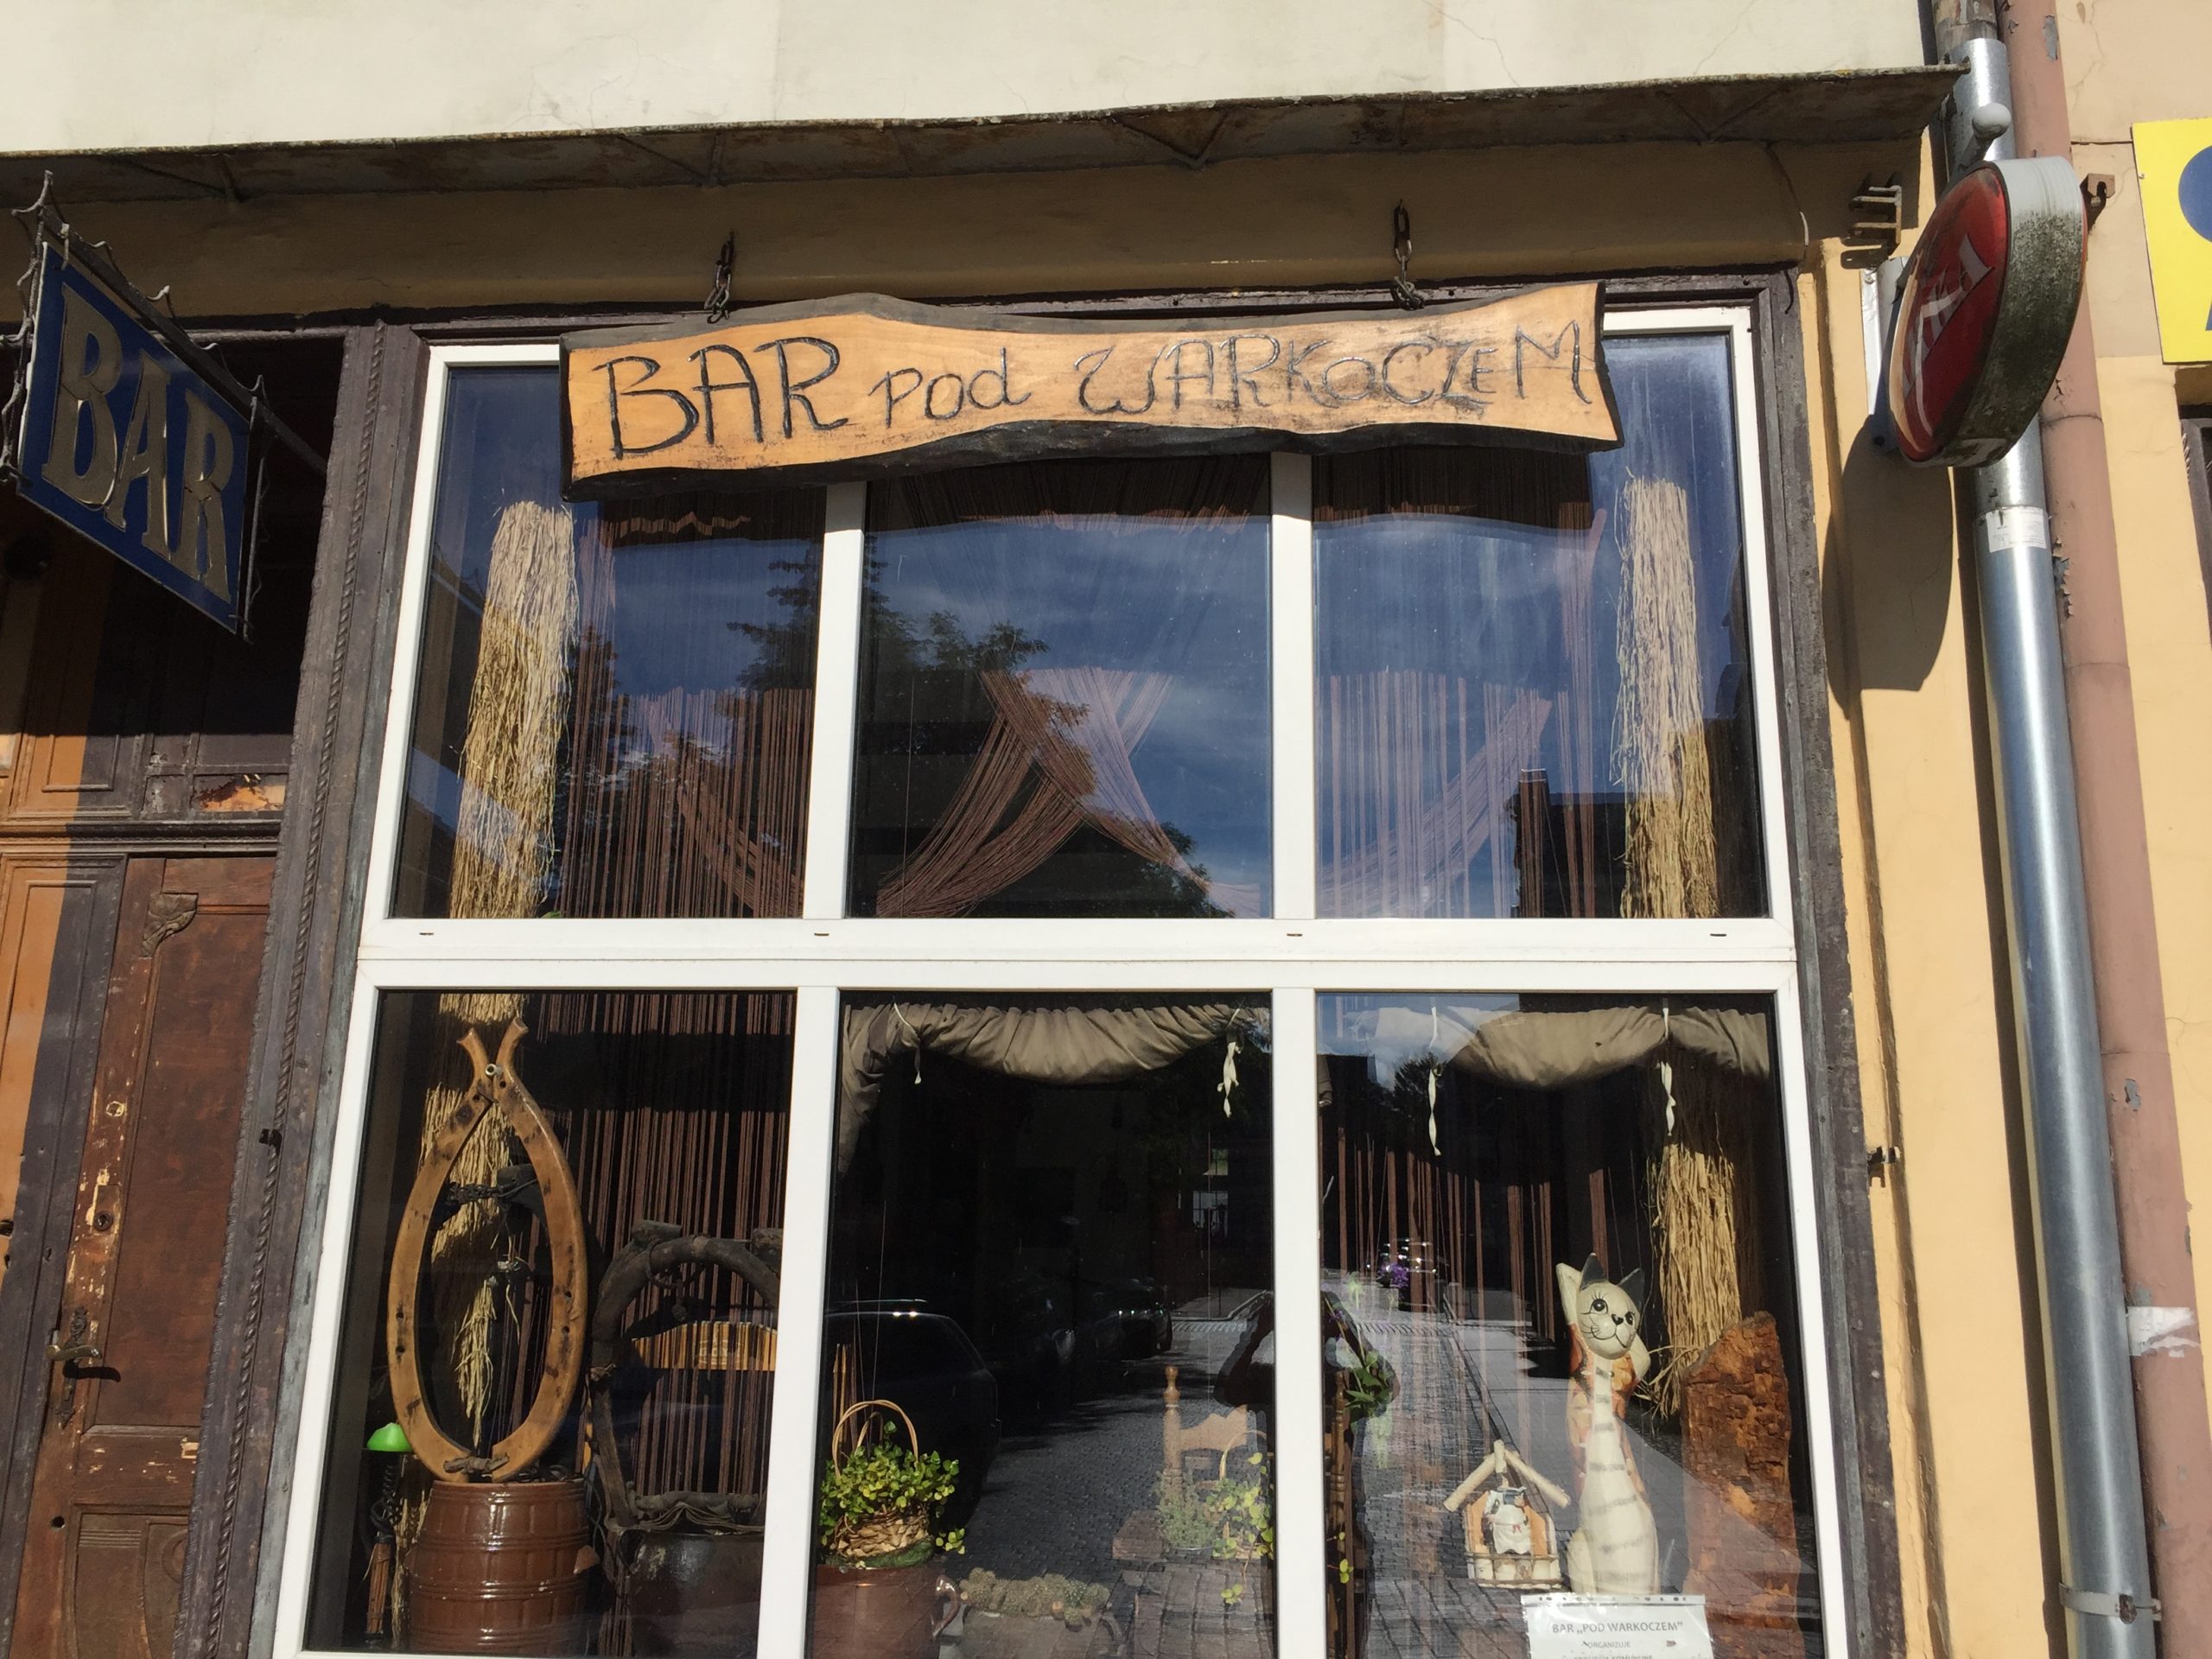 BAR
BAR pod WARKOCZEM
BAR „POD WARKOCZEM”
ORGANIZUJE